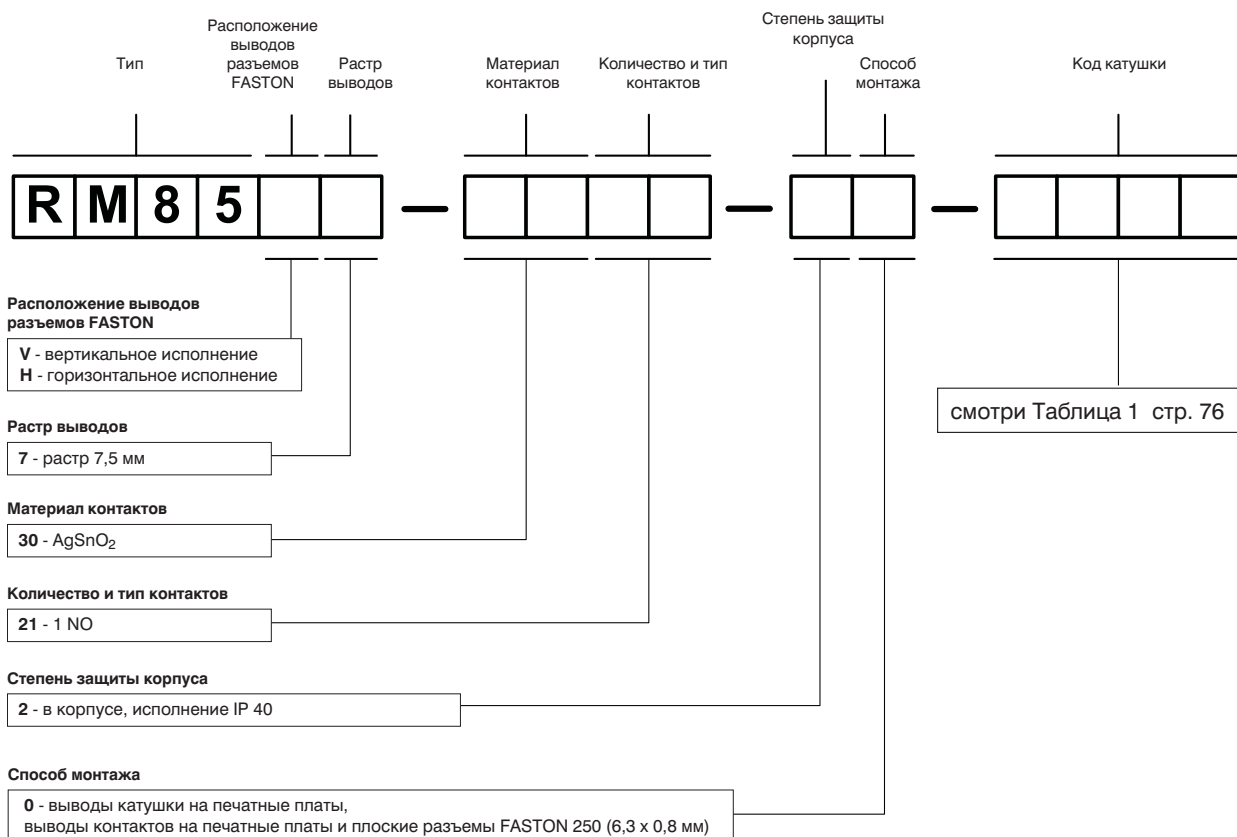 Тип
Расположение
выводов
разъемов
FASTON
Растр
выводов
Материал
контактов
Количество и тип
контактов
Степень защиты
корпуса
Способ
монтажа
Код катушки
RM85 – – –
Расположение выводов
разъемов FASTON
V - вертикальное исполнение
H - горизонтальное исполнение
смотри Таблица 1 стр. 76
Растр выводов
7 - растр 7,5 мм
Материал контактов
30 - AgSnO₂
Количество и тип контактов
21 - 1 NO
Степень защиты корпуса
2 - в корпусе, исполнение IP 40
Способ монтажа
0 - выводы катушки на печатные платы,
выводы контактов на печатные платы и плоские разъемы FASTON 250 (6,3 x 0,8 мм)